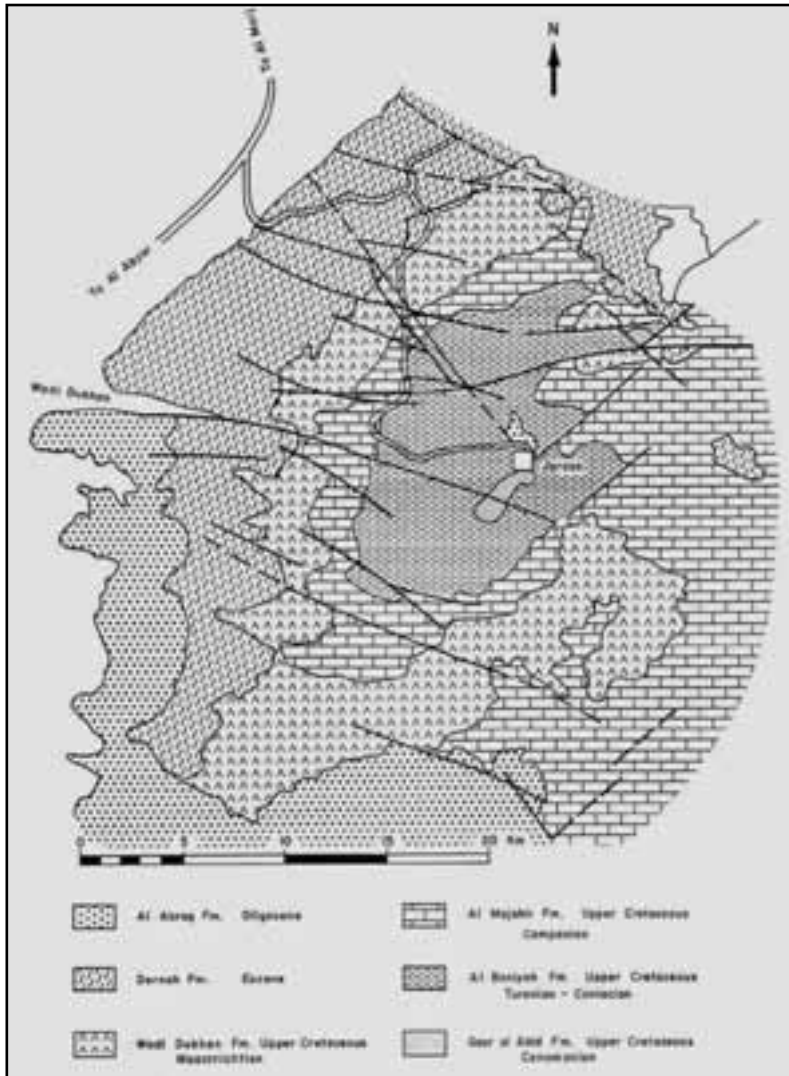 N
To Al Marj
To Al Abyar
Wadi Dukhan
Jardas
0 5 10 15 20 Km
Al Abraq Fm. Oligocene
Al Majahir Fm. Upper Cretaceous
Campanian
Darnah Fm. Eocene
Al Baniyah Fm. Upper Cretaceous
Turonian - Coniacian
Wadi Dukhan Fm. Upper Cretaceous
Maastrichtian
Qasr al Abid Fm. Upper Cretaceous
Cenomanian